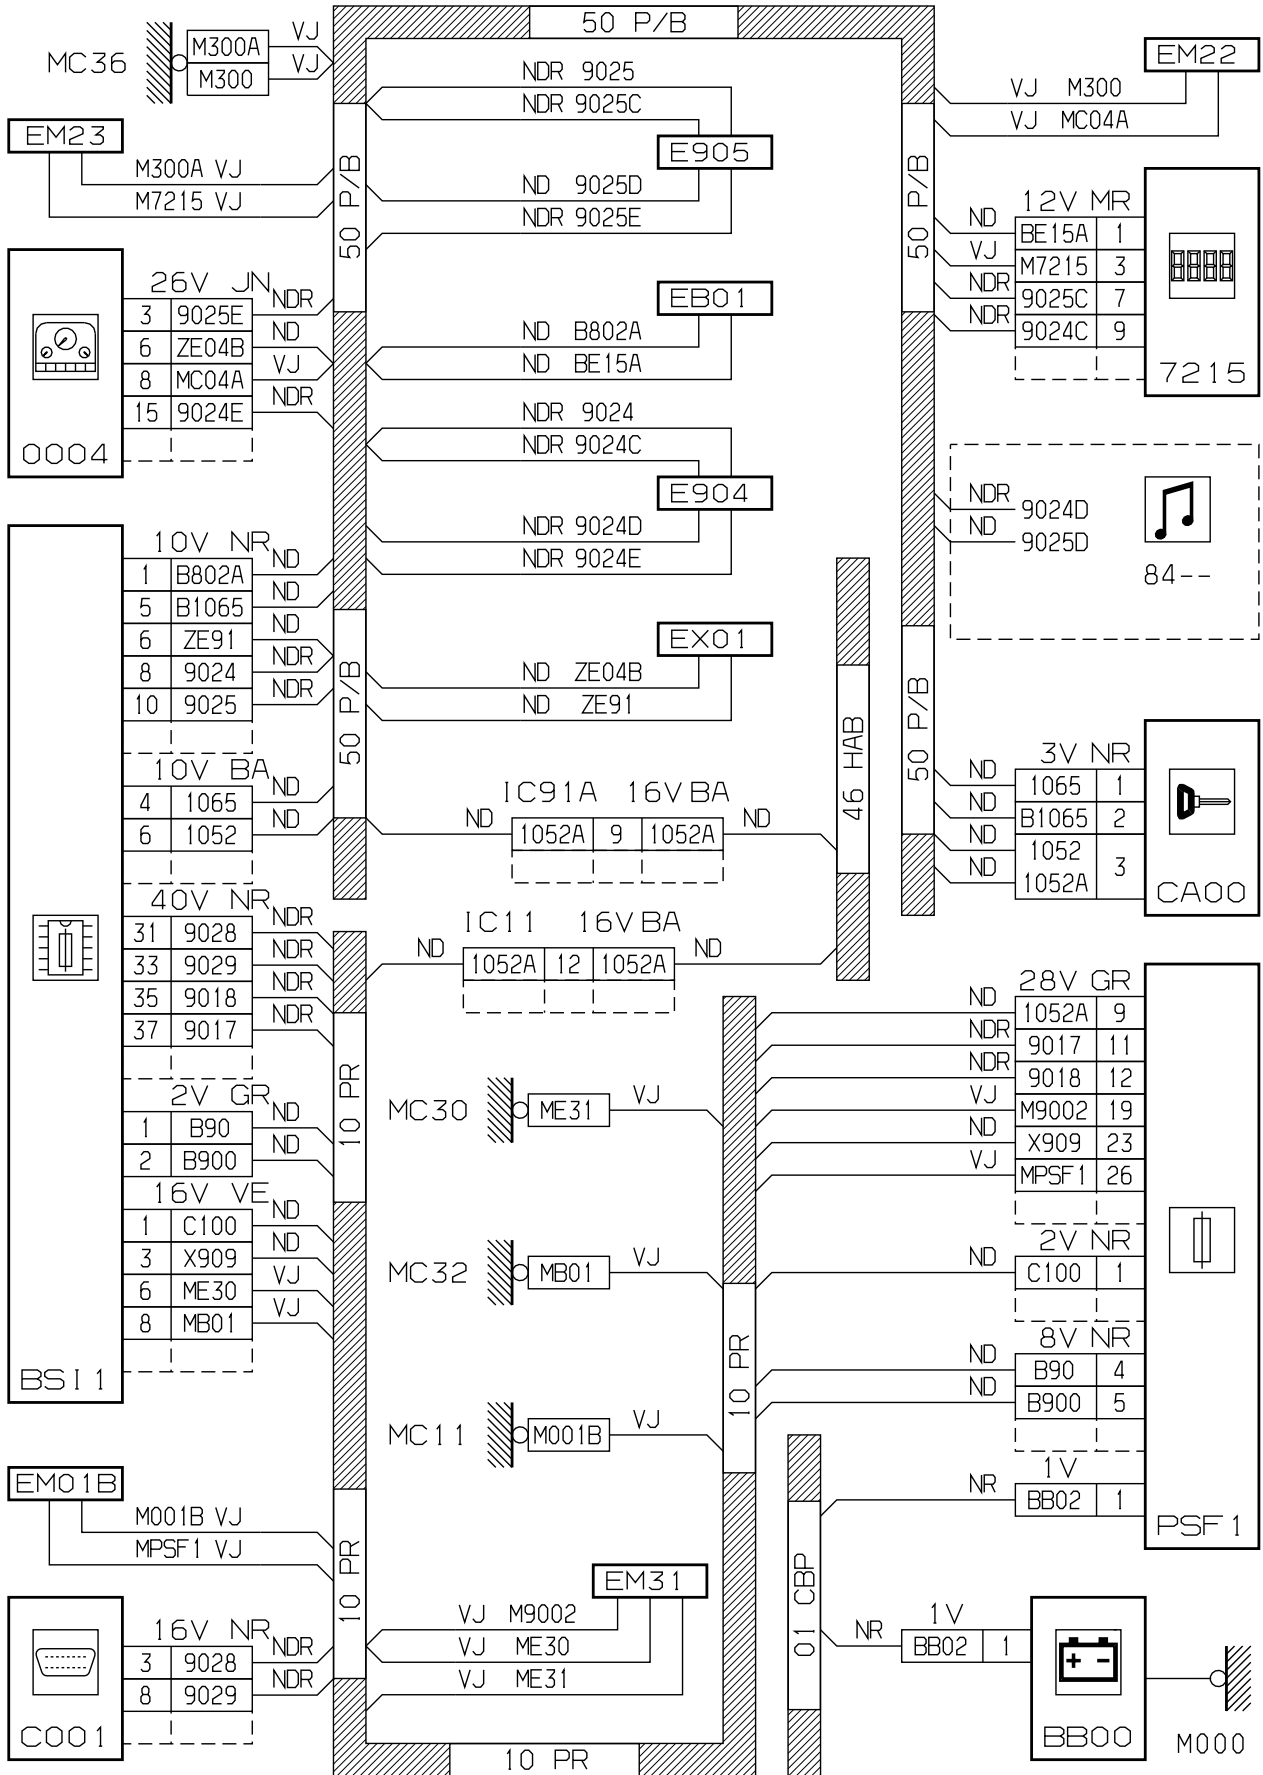 50 P/B
MC36
M300A VJ
M300 VJ
EM23
M300A VJ
M7215 VJ
50 P/B
NDR 9025
NDR 9025C
E905
ND 9025D
NDR 9025E
50 P/B
EM22
VJ M300
VJ MC04A
12V MR
ND BE15A 1
VJ M7215 3
NDR 9025C 7
NDR 9024C 9
7215
26V JN
3 9025E NDR
6 ZE04B ND
8 MC04A VJ
15 9024E NDR
0004
EB01
ND B802A
ND BE15A
NDR 9024
NDR 9024C
E904
NDR 9024D
NDR 9024E
NDR 9024D
ND 9025D
84--
10V NR
1 B802A ND
5 B1065 ND
6 ZE91 ND
8 9024 NDR
10 9025 NDR
50 P/B
EX01
ND ZE04B
ND ZE91
46 HAB
50 P/B
10V BA
4 1065 ND
6 1052 ND
IC91A 16V BA
ND 1052A 9 1052A ND
3V NR
ND 1065 1
ND B1065 2
ND 1052
ND 1052A 3
CA00
40V NR
31 9028 NDR
33 9029 NDR
35 9018 NDR
37 9017 NDR
IC11 16V BA
ND 1052A 12 1052A ND
28V GR
ND 1052A 9
NDR 9017 11
NDR 9018 12
VJ M9002 19
ND X909 23
VJ MPSF1 26
10 PR
MC30 ME31 VJ
2V GR
1 B90 ND
2 B900 ND
16V VE
1 C100 ND
3 X909 ND
6 ME30 VJ
8 MB01 VJ
BSI1
MC32 MB01 VJ
2V NR
ND C100 1
8V NR
ND B90 4
ND B900 5
10 PR
MC11 M001B VJ
1V
NR BB02 1
PSF1
EM01B
M001B VJ
MPSF1 VJ
10 PR
01 CBP
EM31
VJ M9002
VJ ME30
VJ ME31
16V NR
3 9028 NDR
8 9029 NDR
C001
1V
NR BB02 1
+ -
BB00
M000
10 PR